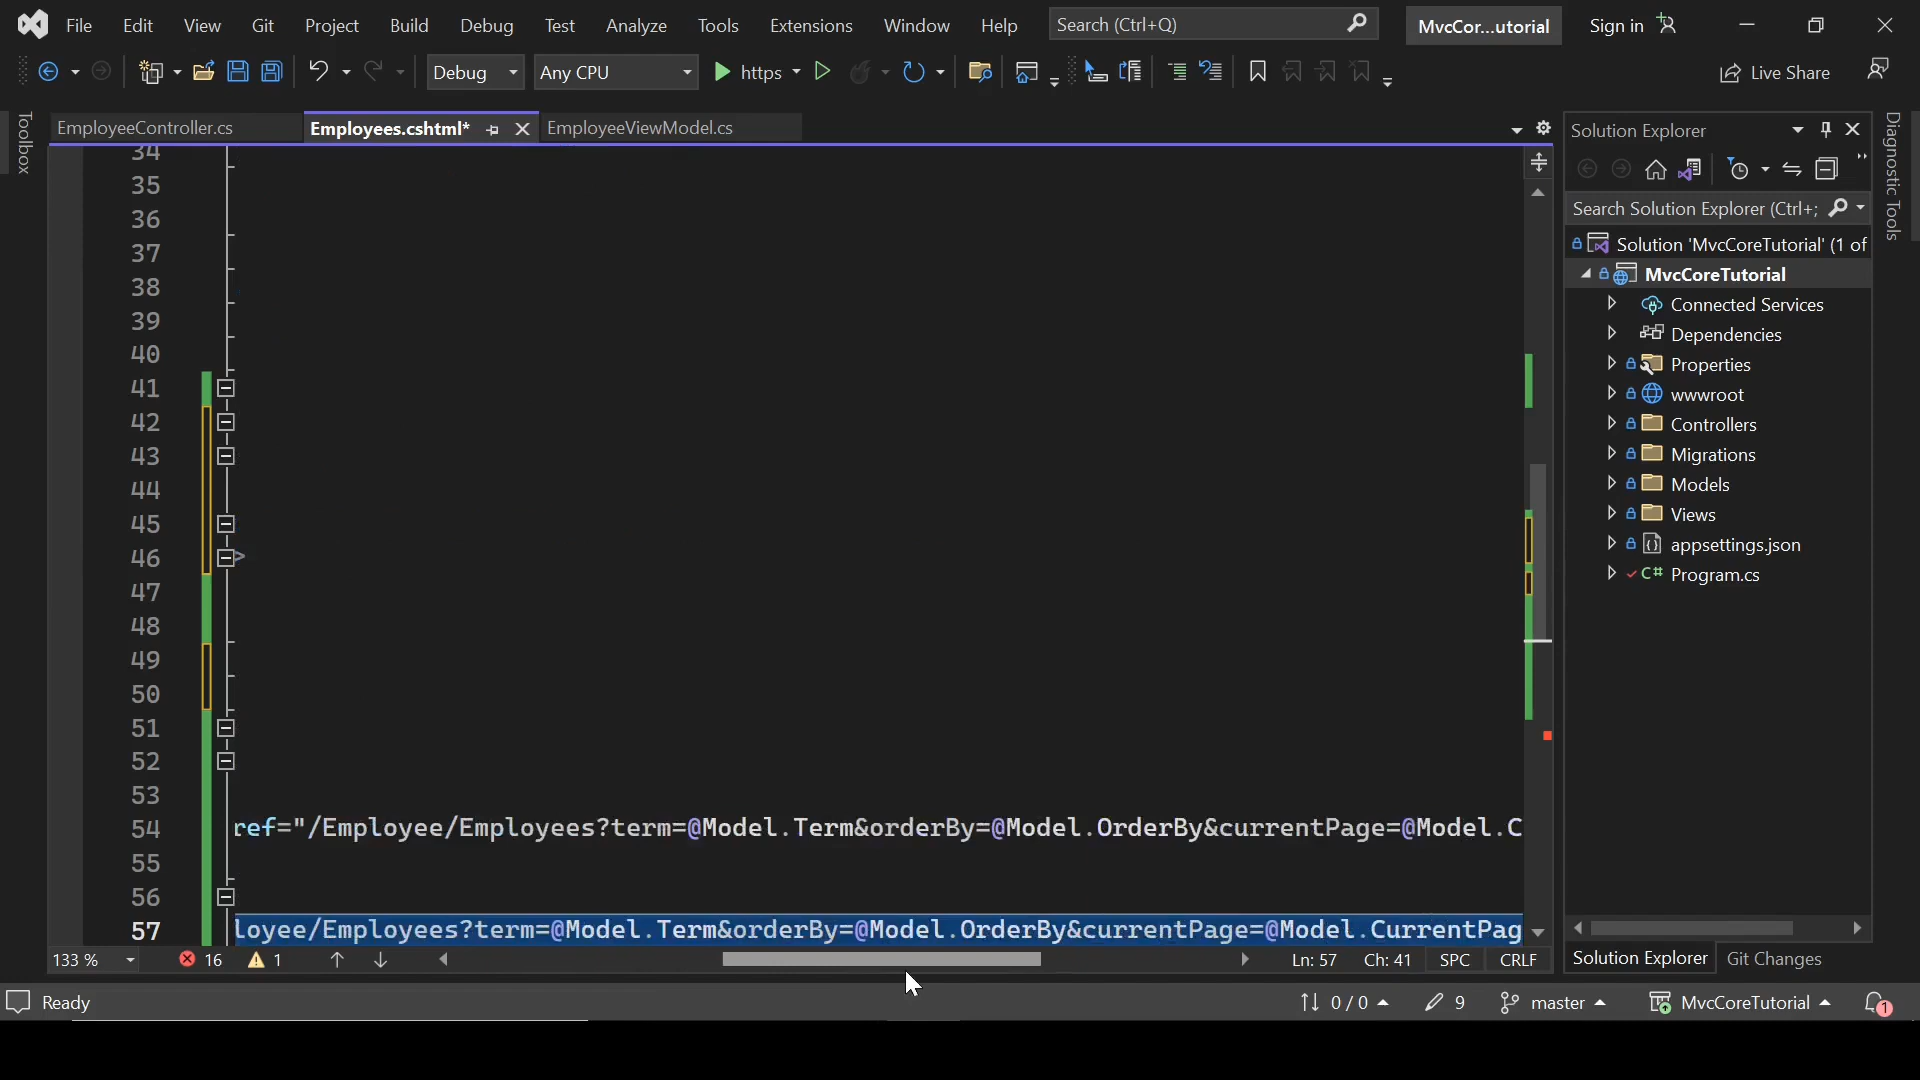 File Edit View Git Project Build Debug Test Analyze Tools Extensions Window Help Search (Ctrl+Q) MvcCor...utorial Sign in
Debug Any CPU https Live Share
Toolbox
EmployeeController.cs Employees.cshtml* EmployeeViewModel.cs
Solution Explorer
Diagnostic Tools
Search Solution Explorer (Ctrl+;
Solution 'MvcCoreTutorial' (1 of
MvcCoreTutorial
Connected Services
Dependencies
Properties
wwwroot
Controllers
Migrations
Models
Views
appsettings.json
C# Program.cs
34
35
36
37
38
39
40
41
42
43
44
45
46 >
47
48
49
50
51
52
53
54 ref="/Employee/Employees?term=@Model.Term&orderBy=@Model.OrderBy&currentPage=@Model.C
55
56
57 loyee/Employees?term=@Model.Term&orderBy=@Model.OrderBy&currentPage=@Model.CurrentPag
133 % 16 1 Ln: 57 Ch: 41 SPC CRLF
Solution Explorer Git Changes
Ready 0 / 0 9 master MvcCoreTutorial 1